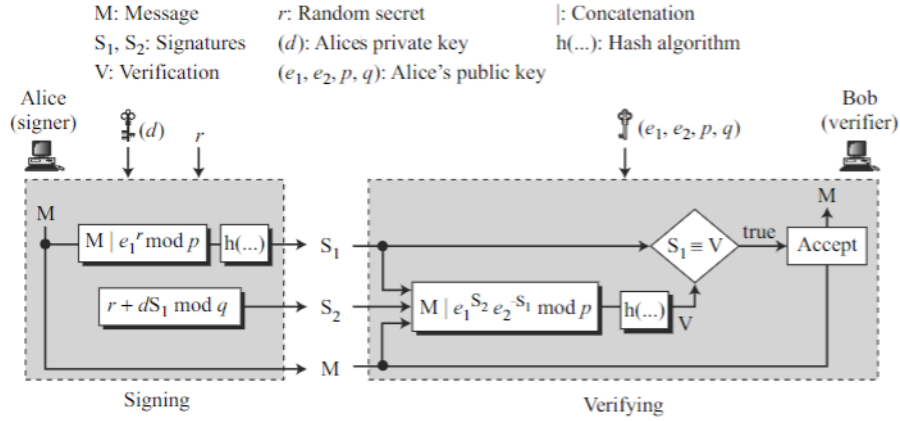 M: Message r: Random secret |: Concatenation
S₁, S₂: Signatures (d): Alices private key h(...): Hash algorithm
V: Verification (e₁, e₂, p, q): Alice's public key
Alice
(signer)
(d)
r
(e₁, e₂, p, q)
Bob
(verifier)
M
M | e₁ʳ mod p
h(...)
S₁
S₁ ≡ V
true
M
Accept
r + dS₁ mod q
S₂
M | e₁^S₂ e₂^-S₁ mod p
h(...)
V
M
Signing
Verifying